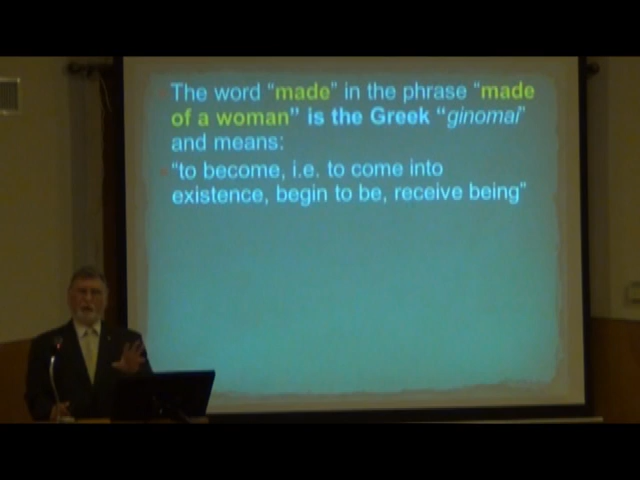 The word “made” in the phrase “made
of a woman” is the Greek “ginomai”
and means:
“to become, i.e. to come into
existence, begin to be, receive being”